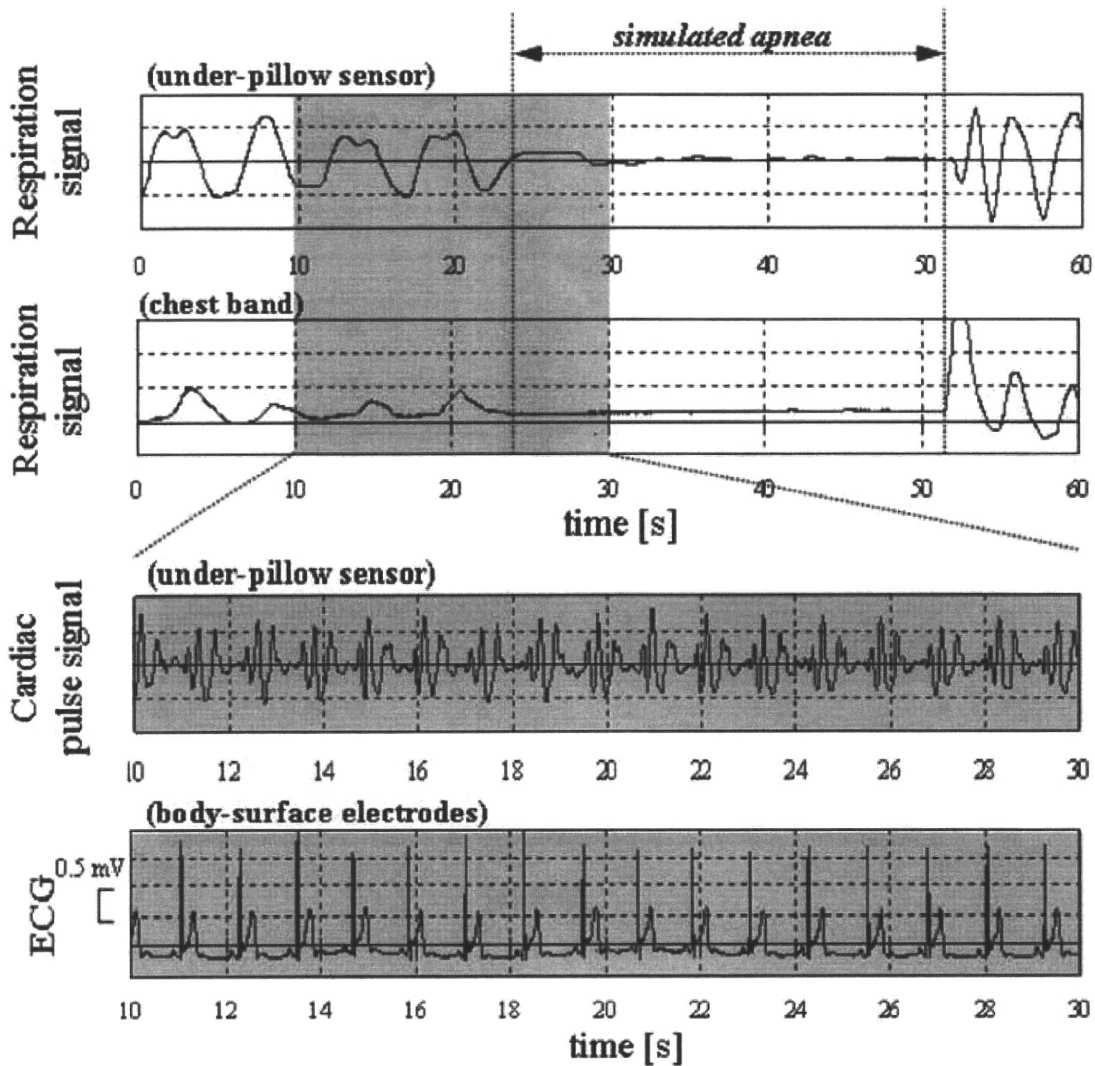 simulated apnea
(under-pillow sensor)
Respiration
signal
0 10 20 30 40 50 60
(chest band)
Respiration
signal
0 10 20 30 40 50 60
time [s]
(under-pillow sensor)
Cardiac
pulse signal
10 12 14 16 18 20 22 24 26 28 30
(body-surface electrodes)
0.5 mV
ECG
10 12 14 16 18 20 22 24 26 28 30
time [s]